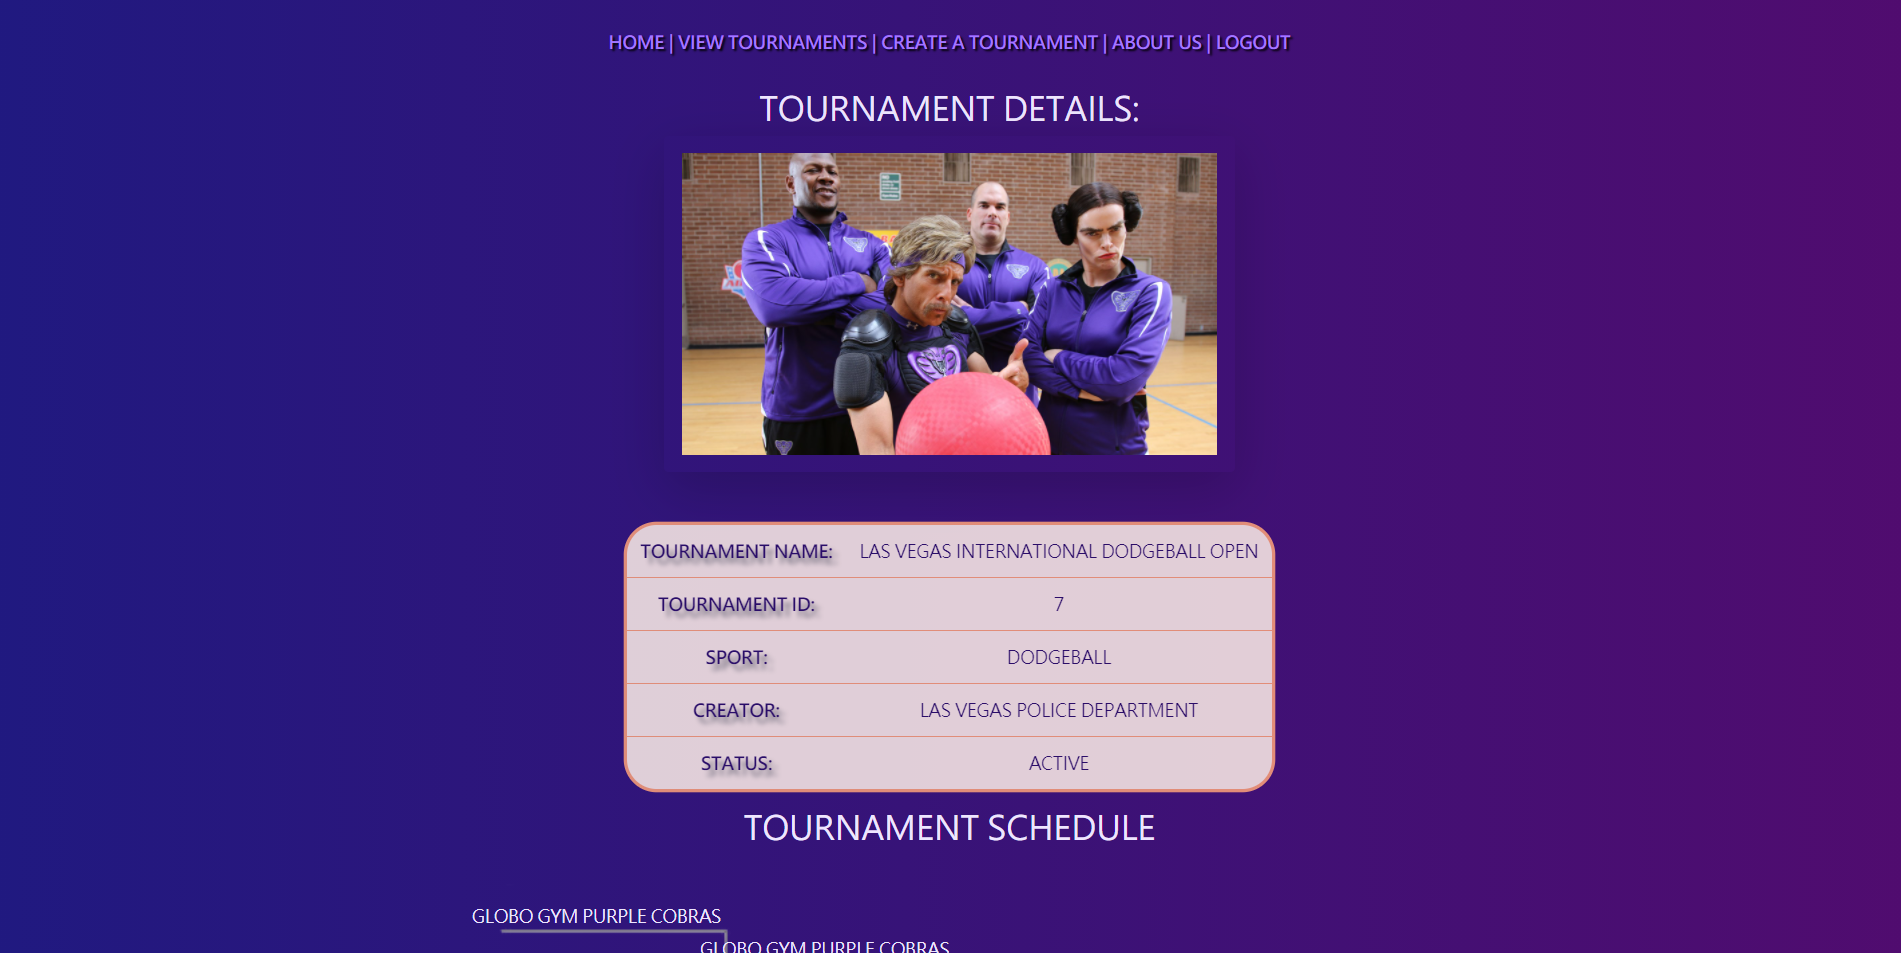 HOME | VIEW TOURNAMENTS | CREATE A TOURNAMENT | ABOUT US | LOGOUT
TOURNAMENT DETAILS:
TOURNAMENT NAME: LAS VEGAS INTERNATIONAL DODGEBALL OPEN
TOURNAMENT ID: 7
SPORT: DODGEBALL
CREATOR: LAS VEGAS POLICE DEPARTMENT
STATUS: ACTIVE
TOURNAMENT SCHEDULE
GLOBO GYM PURPLE COBRAS
GLOBO GYM PURPLE COBRAS